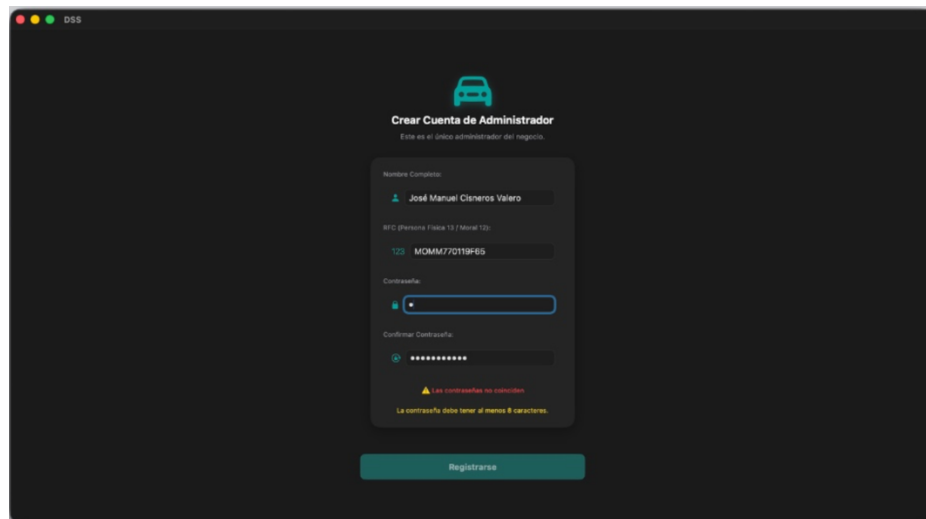 DSS
Crear Cuenta de Administrador
Este es el único administrador del negocio.
Nombre Completo:
José Manuel Cisneros Valero
RFC (Persona Física 13 / Moral 12):
123 MOMM770119F65
Contraseña:
Confirmar Contraseña:
Las contraseñas no coinciden
La contraseña debe tener al menos 8 caracteres.
Registrarse